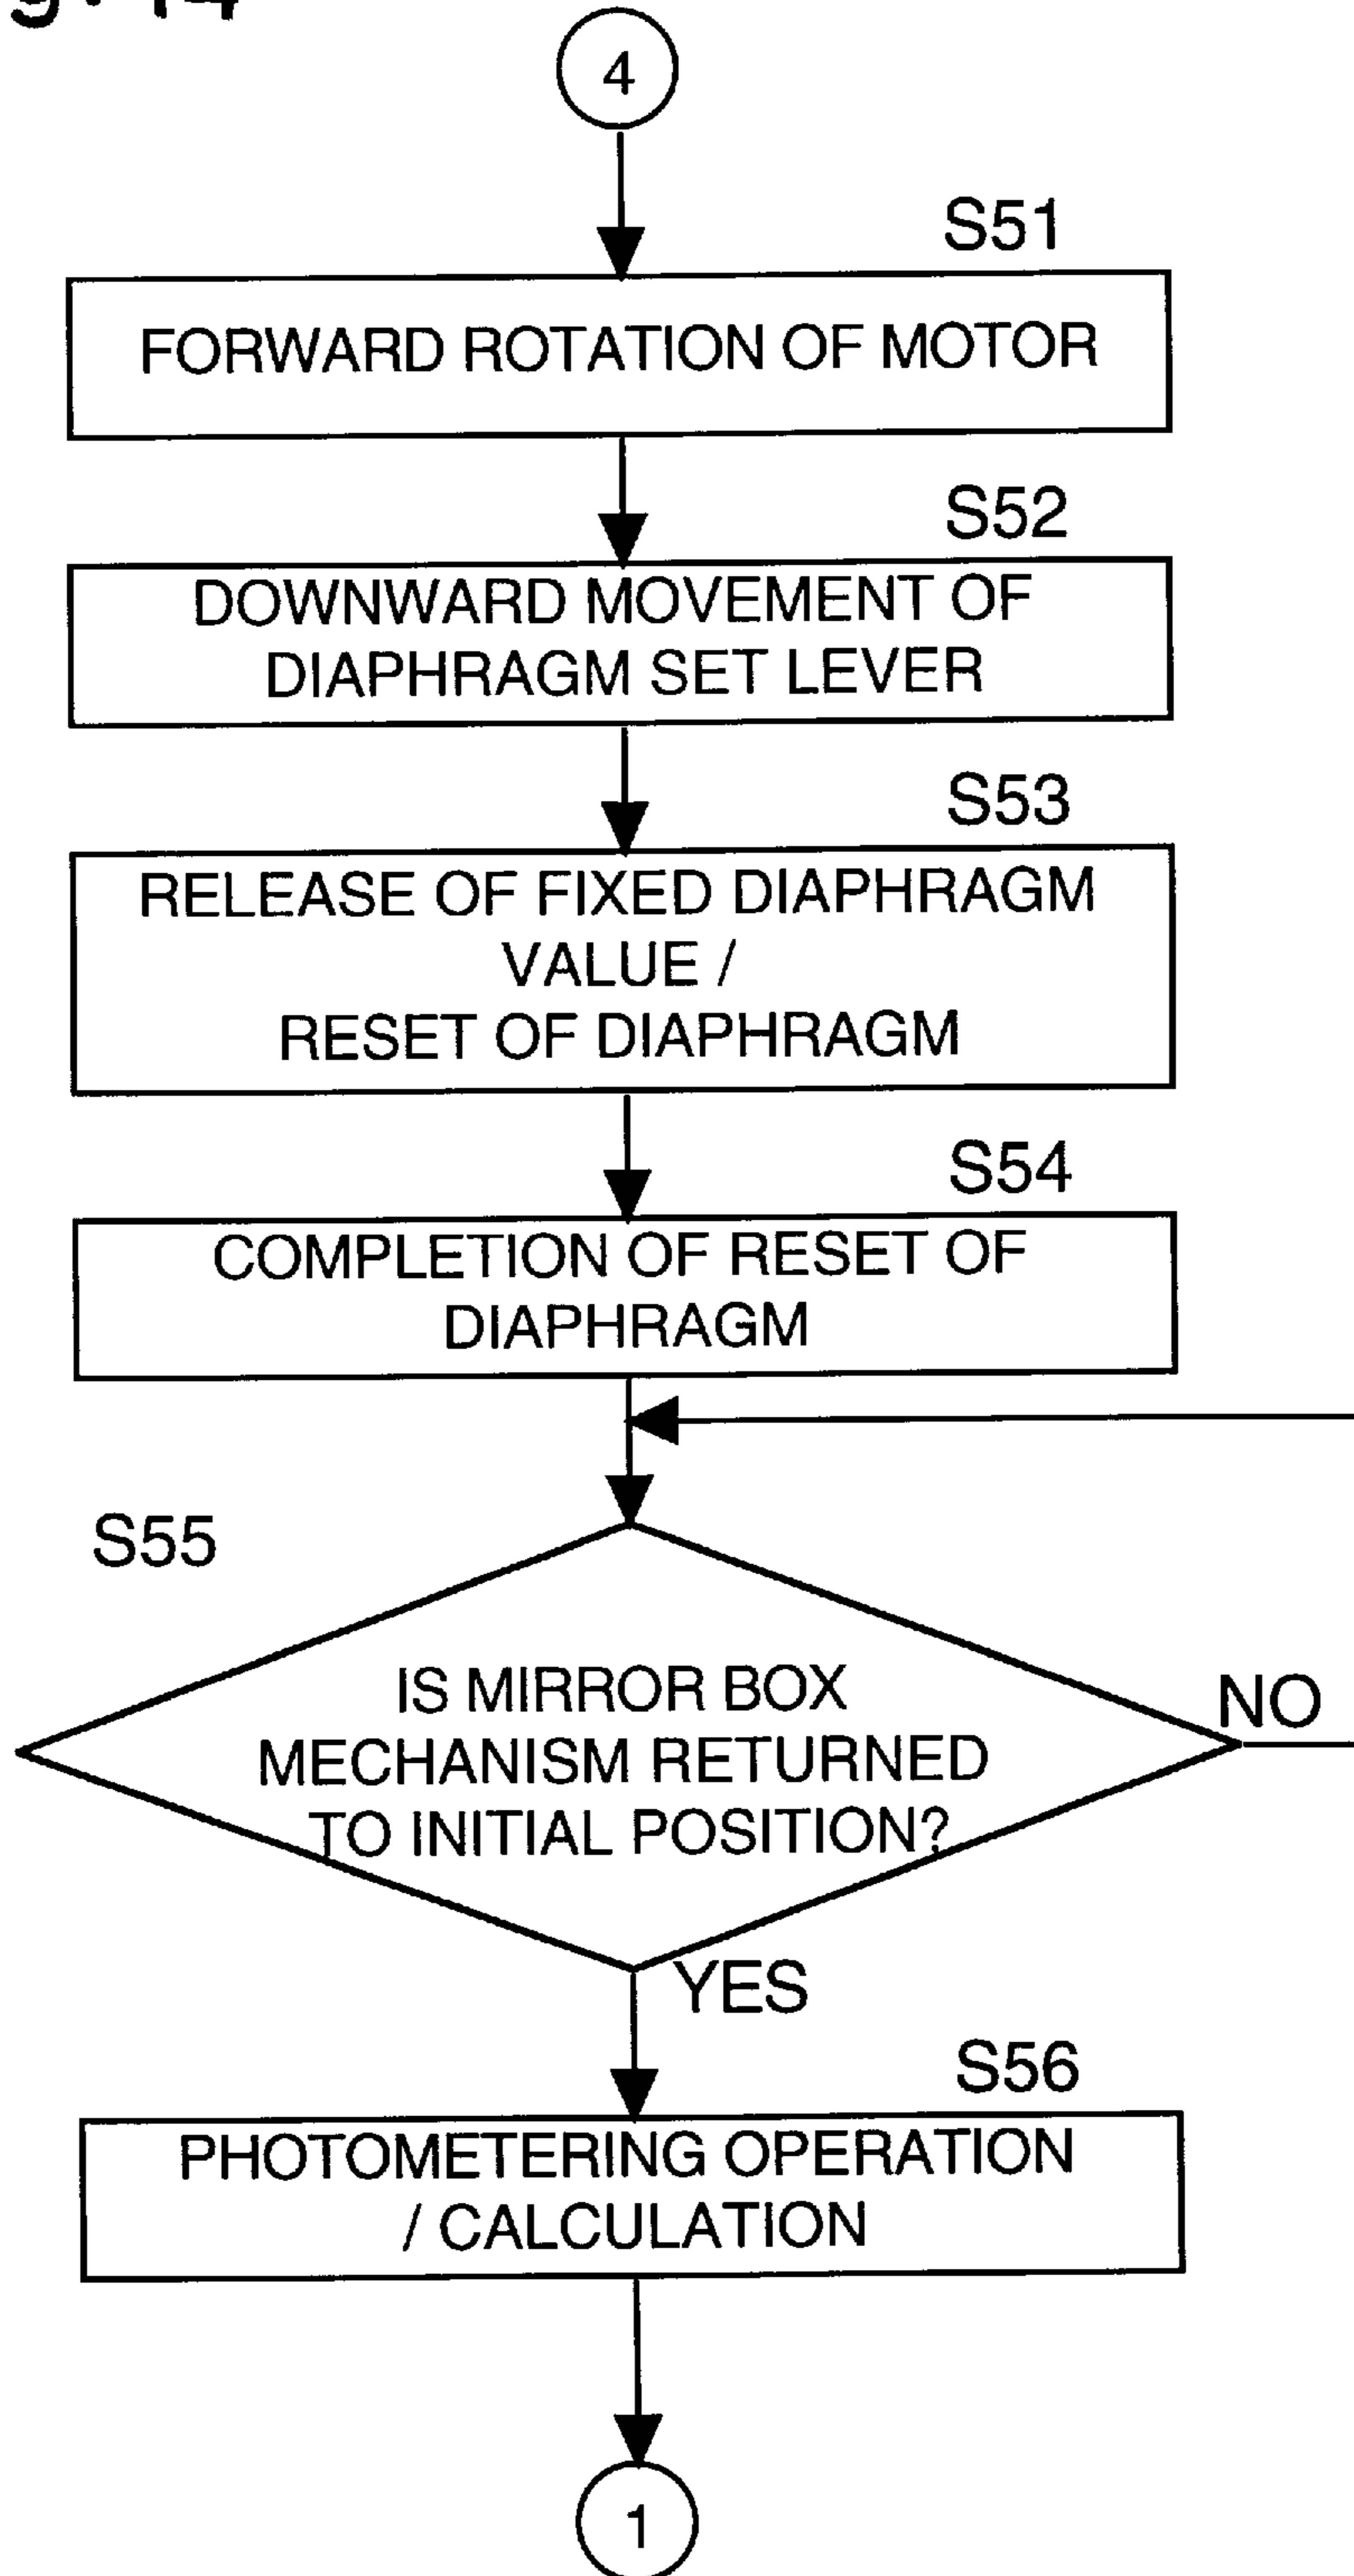 4
S51
FORWARD ROTATION OF MOTOR
S52
DOWNWARD MOVEMENT OF
DIAPHRAGM SET LEVER
S53
RELEASE OF FIXED DIAPHRAGM
VALUE /
RESET OF DIAPHRAGM
S54
COMPLETION OF RESET OF
DIAPHRAGM
S55
IS MIRROR BOX
MECHANISM RETURNED
TO INITIAL POSITION?
NO
YES
S56
PHOTOMETERING OPERATION
/ CALCULATION
1